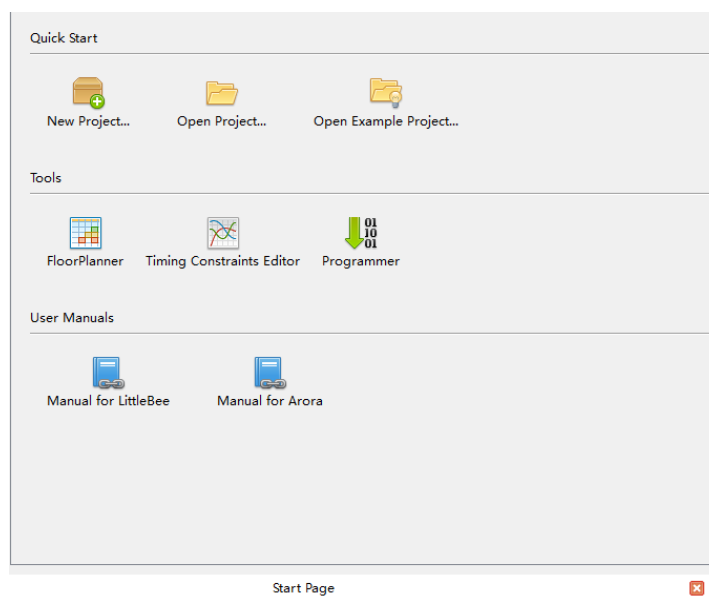 Quick Start
New Project... Open Project... Open Example Project...
Tools
01
10
01
FloorPlanner Timing Constraints Editor Programmer
User Manuals
Manual for LittleBee Manual for Arora
Start Page